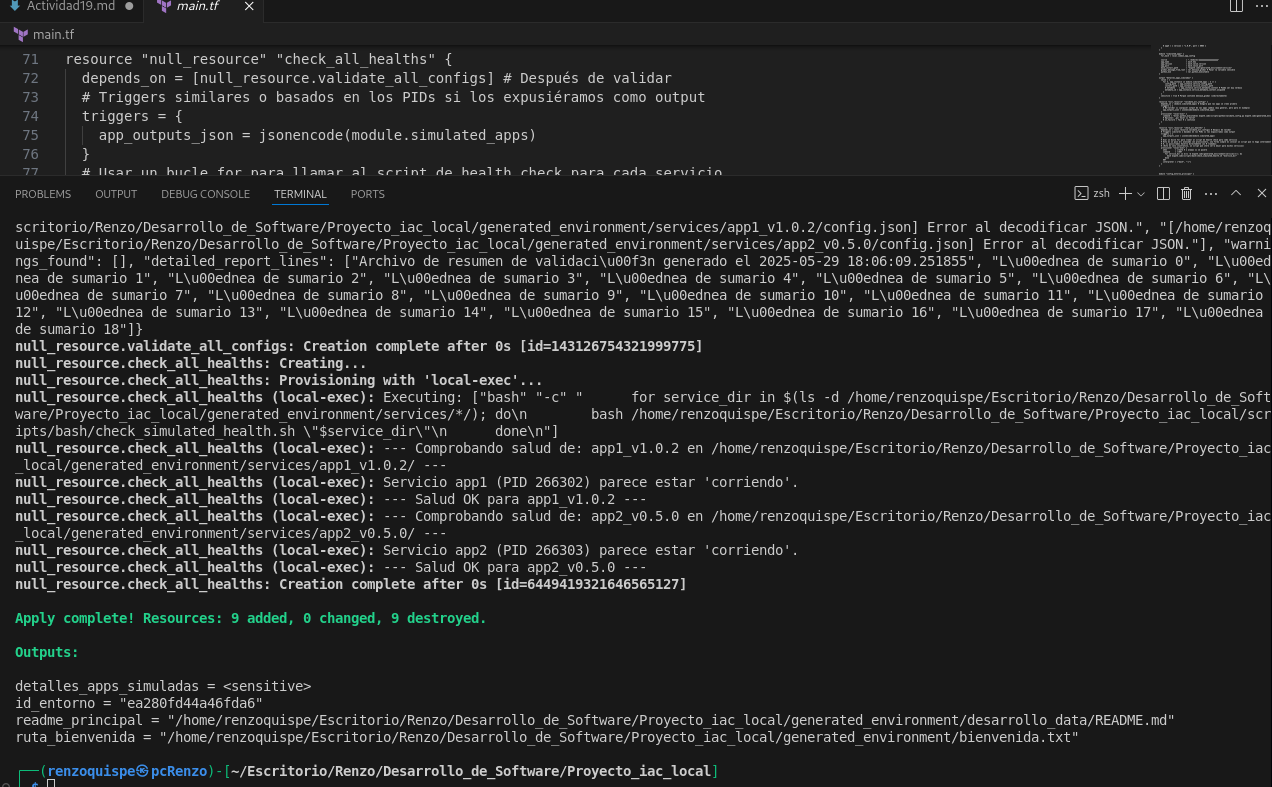 Actividad19.md
main.tf
main.tf
71 resource "null_resource" "check_all_healths" {
72 depends_on = [null_resource.validate_all_configs] # Después de validar
73 # Triggers similares o basados en los PIDs si los expusiéramos como output
74 triggers = {
75 app_outputs_json = jsonencode(module.simulated_apps)
76 }
77 # Usar un bucle for para llamar al script de health check para cada servicio
PROBLEMS OUTPUT DEBUG CONSOLE TERMINAL PORTS
zsh
scritorio/Renzo/Desarrollo_de_Software/Proyecto_iac_local/generated_environment/services/app1_v1.0.2/config.json] Error al decodificar JSON.", "[/home/renzoq
uispe/Escritorio/Renzo/Desarrollo_de_Software/Proyecto_iac_local/generated_environment/services/app2_v0.5.0/config.json] Error al decodificar JSON."], "warni
ngs_found": [], "detailed_report_lines": ["Archivo de resumen de validaci\u00f3n generado el 2025-05-29 18:06:09.251855", "L\u00ednea de sumario 0", "L\u00ed
nea de sumario 1", "L\u00ednea de sumario 2", "L\u00ednea de sumario 3", "L\u00ednea de sumario 4", "L\u00ednea de sumario 5", "L\u00ednea de sumario 6", "L\
u00ednea de sumario 7", "L\u00ednea de sumario 8", "L\u00ednea de sumario 9", "L\u00ednea de sumario 10", "L\u00ednea de sumario 11", "L\u00ednea de sumario
12", "L\u00ednea de sumario 13", "L\u00ednea de sumario 14", "L\u00ednea de sumario 15", "L\u00ednea de sumario 16", "L\u00ednea de sumario 17", "L\u00ednea
de sumario 18"]}
null_resource.validate_all_configs: Creation complete after 0s [id=143126754321999775]
null_resource.check_all_healths: Creating...
null_resource.check_all_healths: Provisioning with 'local-exec'...
null_resource.check_all_healths (local-exec): Executing: ["bash" "-c" " for service_dir in $(ls -d /home/renzoquispe/Escritorio/Renzo/Desarrollo_de_Soft
ware/Proyecto_iac_local/generated_environment/services/*/); do\n bash /home/renzoquispe/Escritorio/Renzo/Desarrollo_de_Software/Proyecto_iac_local/scr
ipts/bash/check_simulated_health.sh \"$service_dir\"\n done\n"]
null_resource.check_all_healths (local-exec): --- Comprobando salud de: app1_v1.0.2 en /home/renzoquispe/Escritorio/Renzo/Desarrollo_de_Software/Proyecto_iac
_local/generated_environment/services/app1_v1.0.2/ ---
null_resource.check_all_healths (local-exec): Servicio app1 (PID 266302) parece estar 'corriendo'.
null_resource.check_all_healths (local-exec): --- Salud OK para app1_v1.0.2 ---
null_resource.check_all_healths (local-exec): --- Comprobando salud de: app2_v0.5.0 en /home/renzoquispe/Escritorio/Renzo/Desarrollo_de_Software/Proyecto_iac
_local/generated_environment/services/app2_v0.5.0/ ---
null_resource.check_all_healths (local-exec): Servicio app2 (PID 266303) parece estar 'corriendo'.
null_resource.check_all_healths (local-exec): --- Salud OK para app2_v0.5.0 ---
null_resource.check_all_healths: Creation complete after 0s [id=6449419321646565127]
Apply complete! Resources: 9 added, 0 changed, 9 destroyed.
Outputs:
detalles_apps_simuladas = <sensitive>
id_entorno = "ea280fd44a46fda6"
readme_principal = "/home/renzoquispe/Escritorio/Renzo/Desarrollo_de_Software/Proyecto_iac_local/generated_environment/desarrollo_data/README.md"
ruta_bienvenida = "/home/renzoquispe/Escritorio/Renzo/Desarrollo_de_Software/Proyecto_iac_local/generated_environment/bienvenida.txt"
┌──(renzoquispe㉿pcRenzo)-[~/Escritorio/Renzo/Desarrollo_de_Software/Proyecto_iac_local]
$